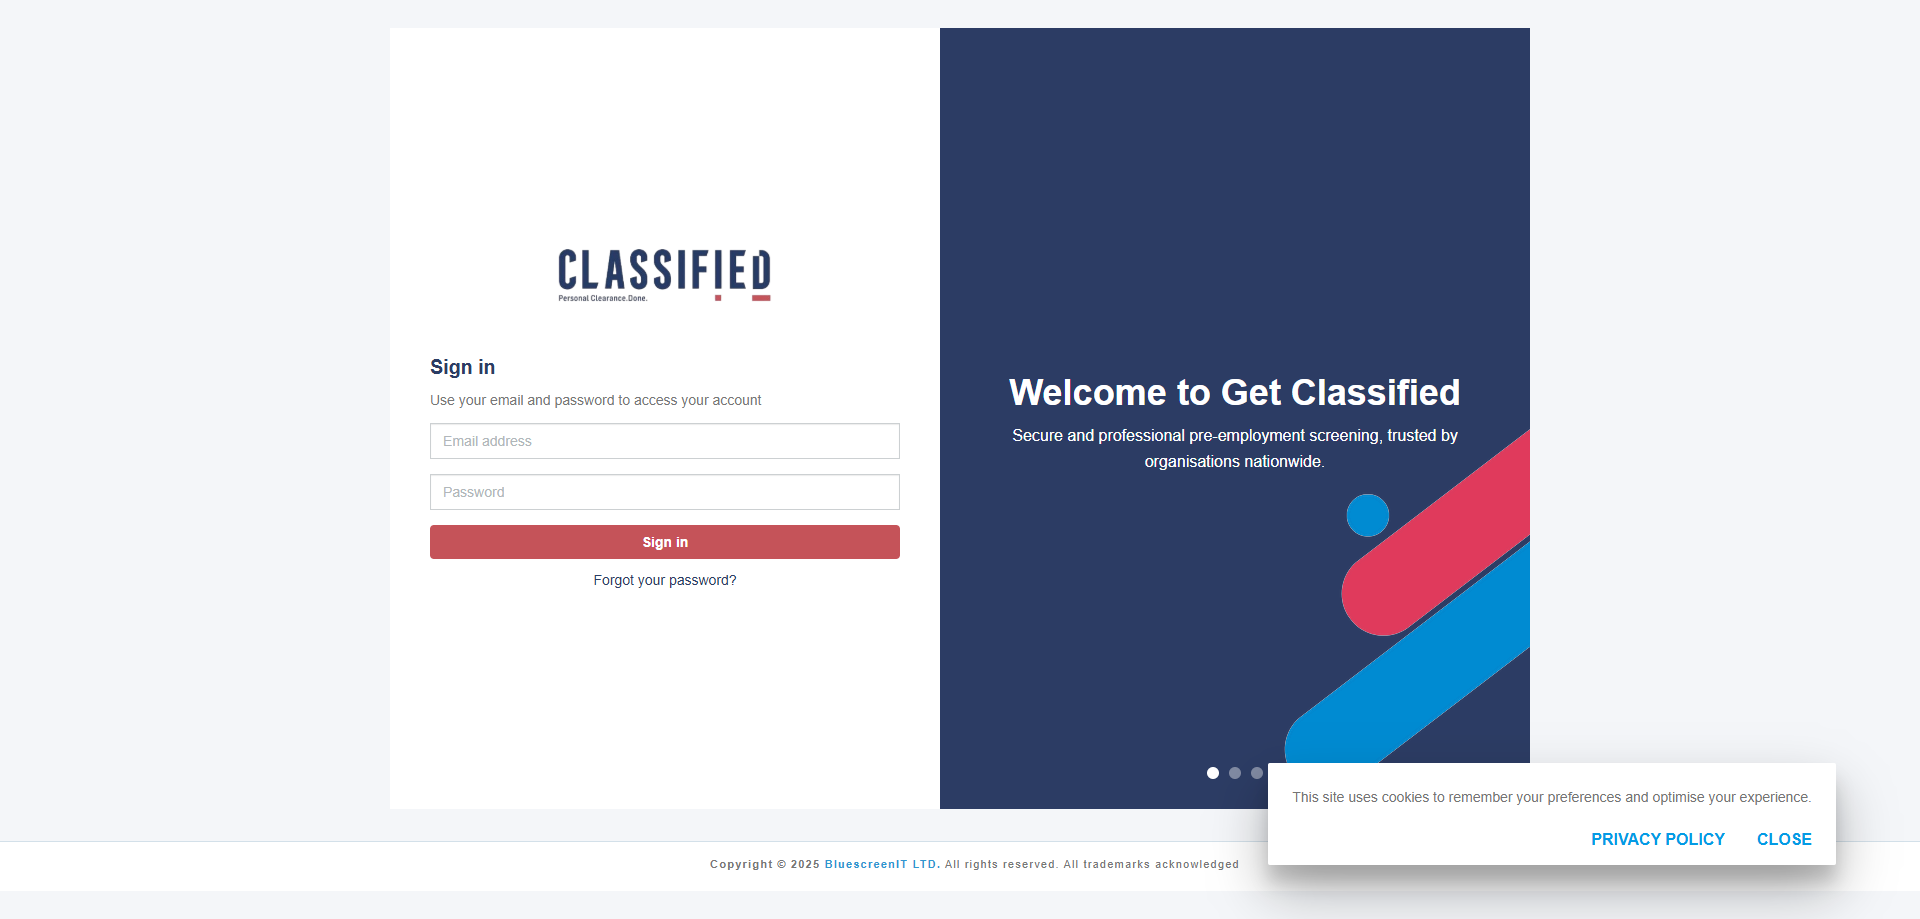 CLASSIFIED
Personal Clearance.Done.
Sign in
Use your email and password to access your account
Email address
Password
Sign in
Forgot your password?
Welcome to Get Classified
Secure and professional pre-employment screening, trusted by
organisations nationwide.
This site uses cookies to remember your preferences and optimise your experience.
PRIVACY POLICY CLOSE
Copyright © 2025 BluescreenIT LTD. All rights reserved. All trademarks acknowledged